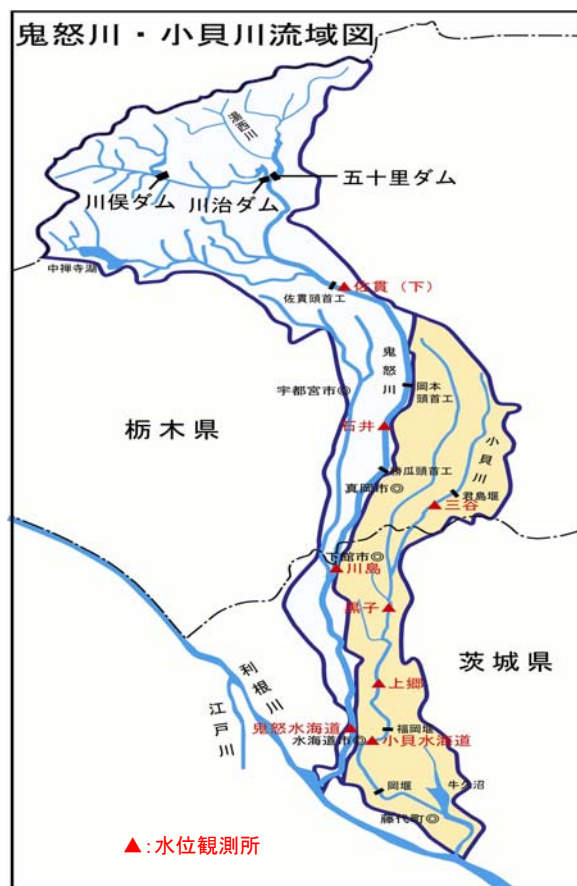 鬼怒川・小貝川流域図
湯西川
五十里ダム
川俣ダム
川治ダム
中禅寺湖
佐貫（下）
佐貫頭首工
鬼怒川
岡本
頭首工
宇都宮市◎
栃木県
石井
小貝川
勝瓜頭首工
真岡市◎
君島堰
三谷
下館市◎
川島
黒子
茨城県
利根川
江戸川
上郷
鬼怒水海道
福岡堰
水海道市◎
小貝水海道
岡堰
牛久沼
藤代町◎
▲:水位観測所